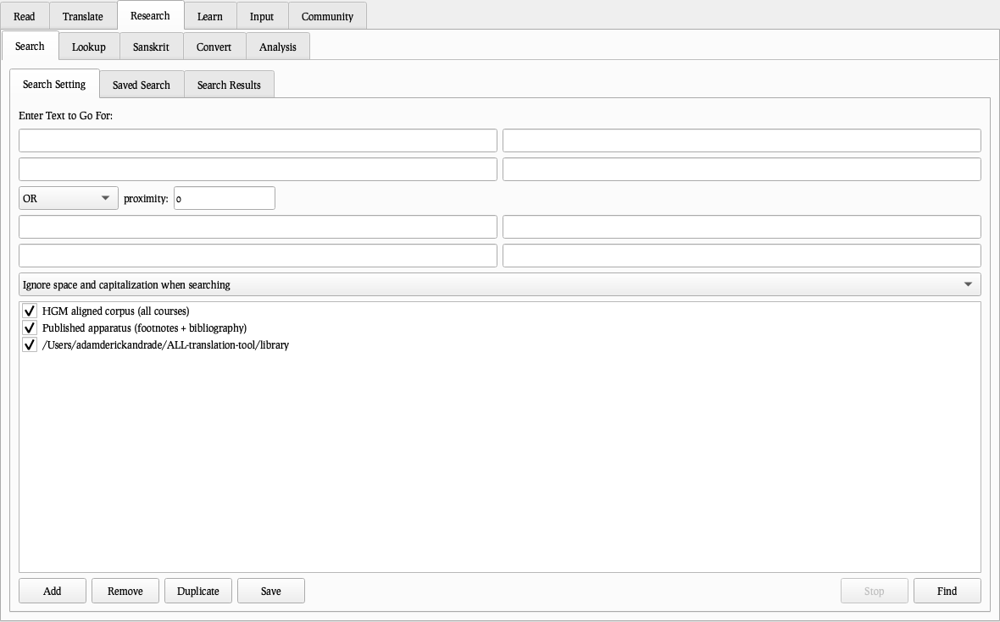 Read Translate Research Learn Input Community
Search Lookup Sanskrit Convert Analysis
Search Setting Saved Search Search Results
Enter Text to Go For:
OR proximity: 0
Ignore space and capitalization when searching
HGM aligned corpus (all courses)
Published apparatus (footnotes + bibliography)
/Users/adamderickandrade/ALL-translation-tool/library
Add Remove Duplicate Save Stop Find